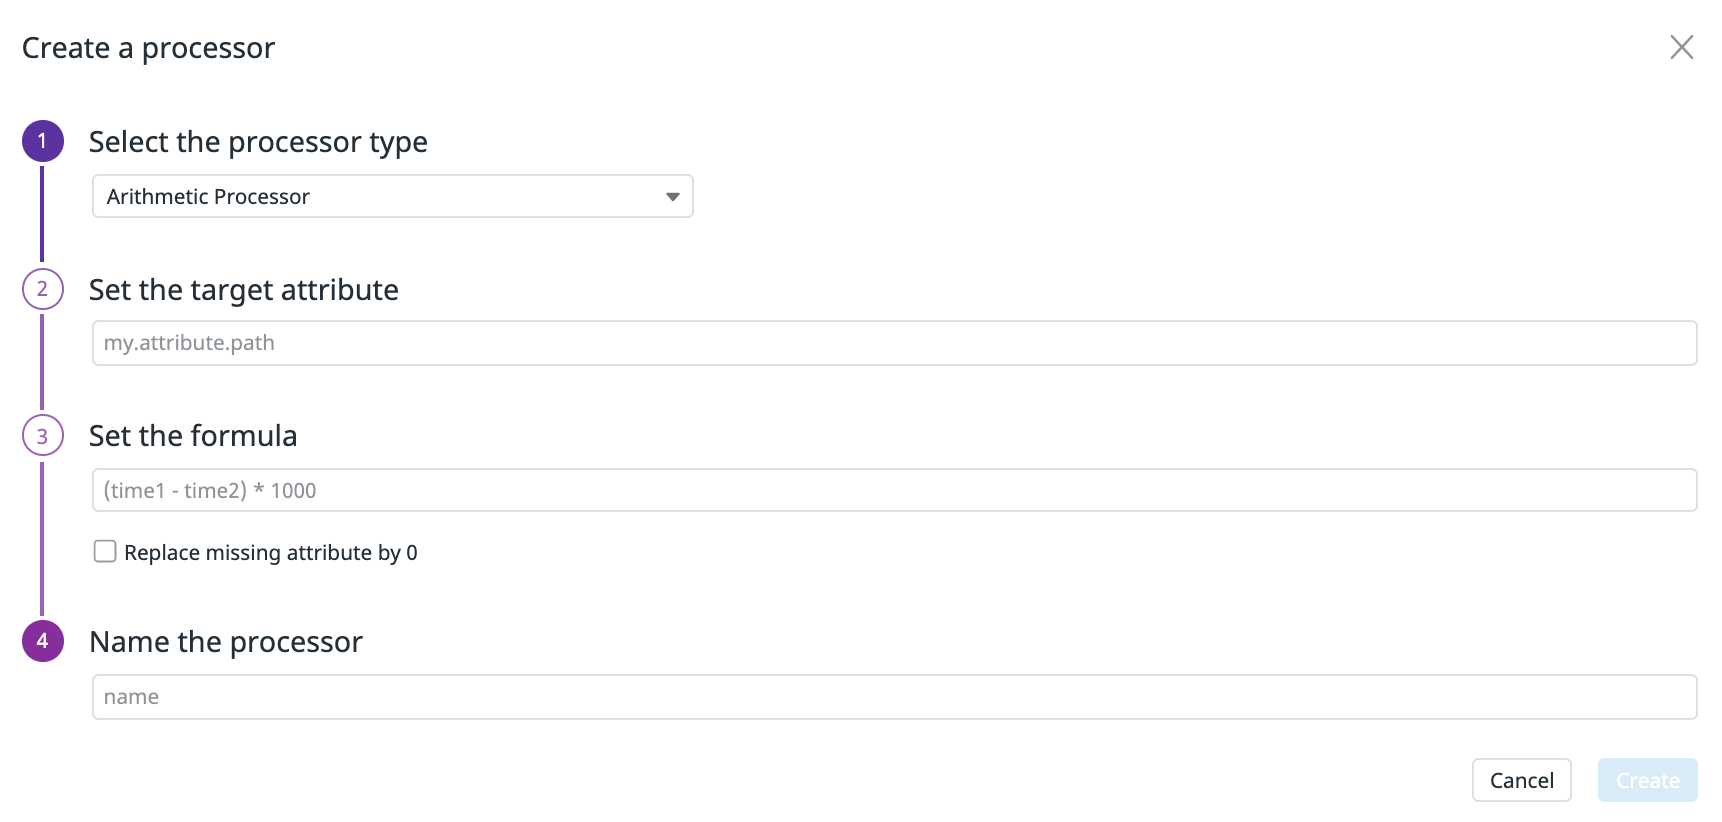 Create a processor
1 Select the processor type
Arithmetic Processor
2 Set the target attribute
my.attribute.path
3 Set the formula
(time1 - time2) * 1000
Replace missing attribute by 0
4 Name the processor
name
Cancel Create